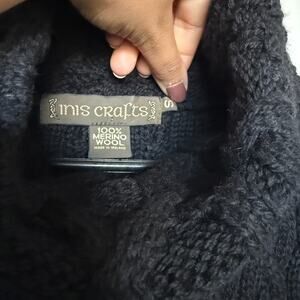 inis crafts
S
100%
MERINO
WOOL
MADE IN IRELAND